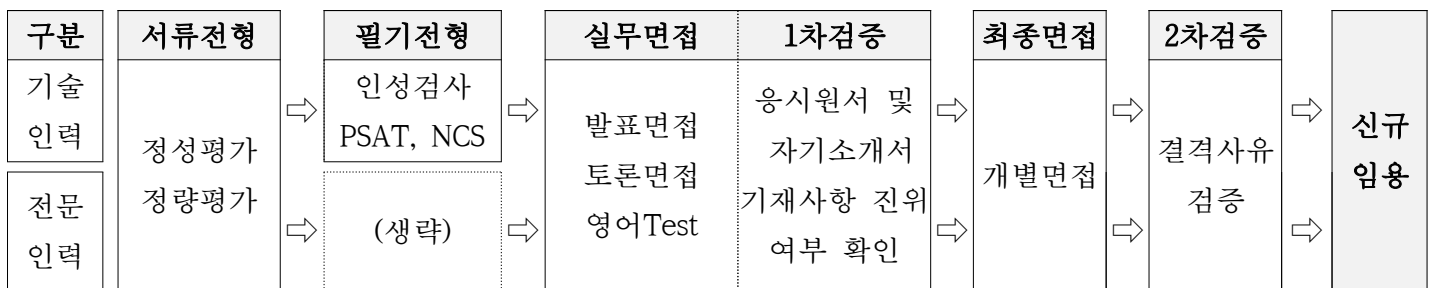 구분 서류전형 필기전형 실무면접 1차검증 최종면접 2차검증
기술
인력
전문
인력
정성평가
정량평가
인성검사
PSAT, NCS
(생략)
발표면접
토론면접
영어Test
응시원서 및
자기소개서
기재사항 진위
여부 확인
개별면접
결격사유
검증
신규
임용